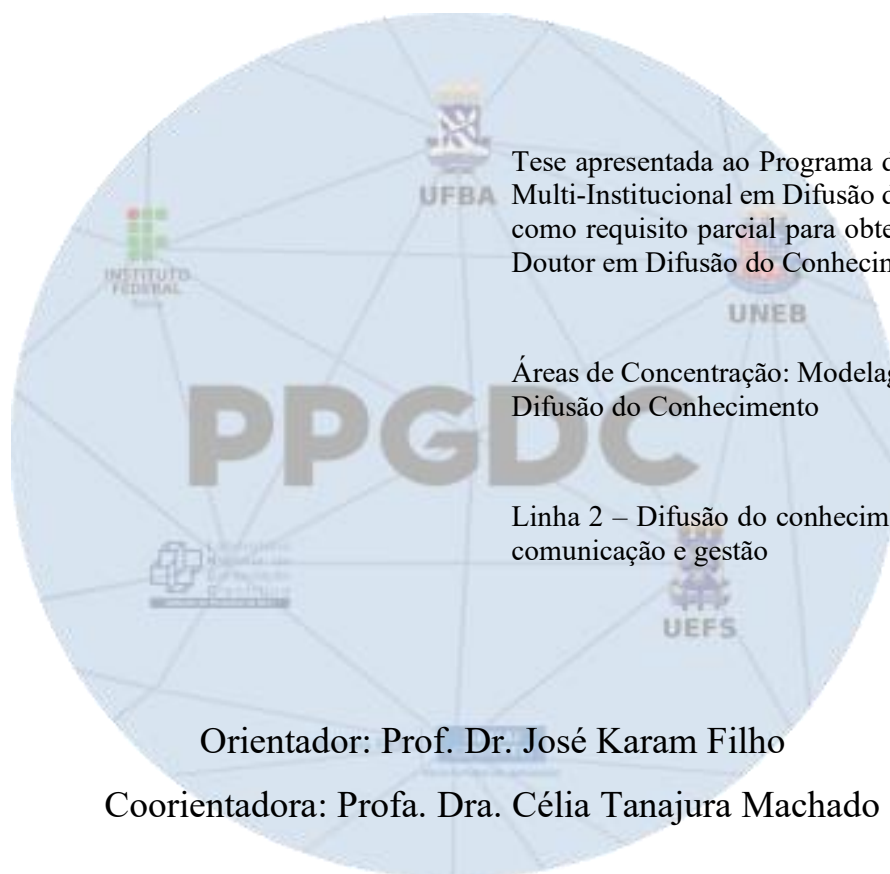 Tese apresentada ao Programa d
Multi-Institucional em Difusão d
como requisito parcial para obte
Doutor em Difusão do Conhecim
UFBA
INSTITUTO
FEDERAL
UNEB
Áreas de Concentração: Modelag
Difusão do Conhecimento
PPGDC
Linha 2 – Difusão do conhecim
comunicação e gestão
UEFS
Orientador: Prof. Dr. José Karam Filho
Coorientadora: Profa. Dra. Célia Tanajura Machado